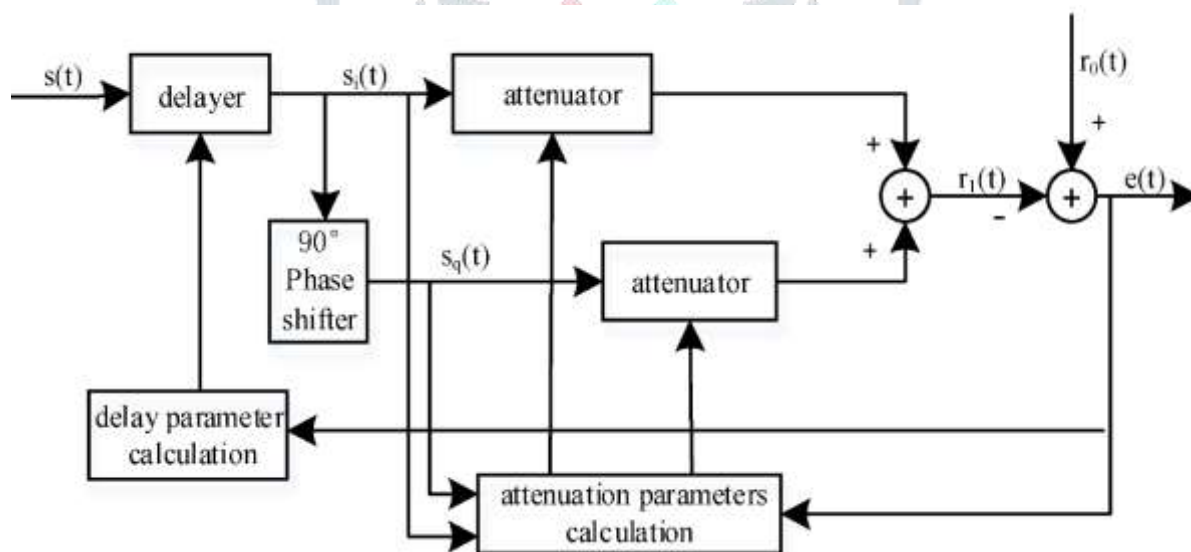 s(t)
delayer
s_i(t)
attenuator
r_0(t)
+
+
+
r_1(t)
-
+
e(t)
90°
Phase
shifter
s_q(t)
attenuator
+
delay parameter
calculation
attenuation parameters
calculation